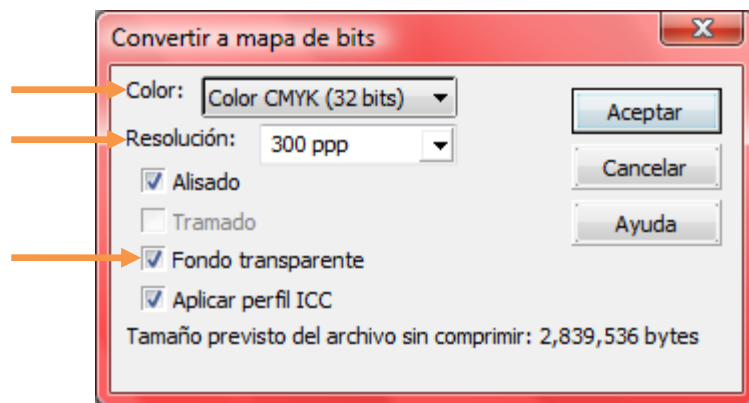 Convertir a mapa de bits
Color: Color CMYK (32 bits)
Aceptar
Resolución: 300 ppp
Cancelar
Alisado
Tramado
Ayuda
Fondo transparente
Aplicar perfil ICC
Tamaño previsto del archivo sin comprimir: 2,839,536 bytes